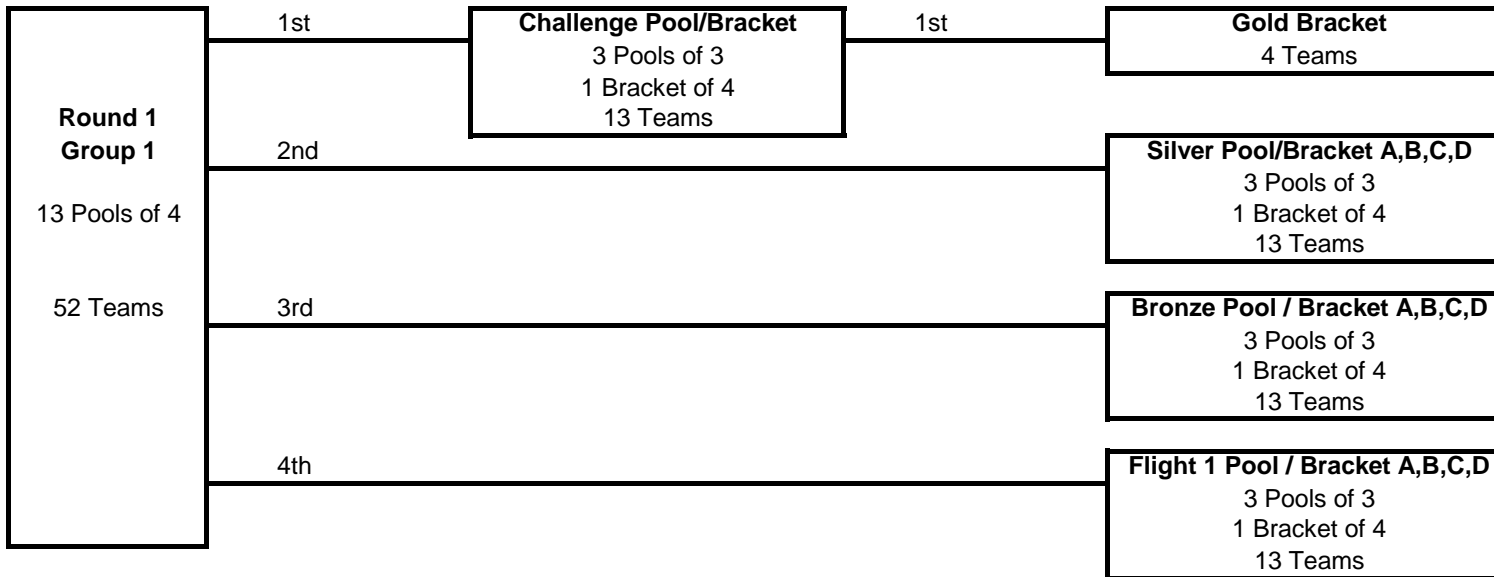 Round 1
Group 1
13 Pools of 4
52 Teams
1st
Challenge Pool/Bracket
3 Pools of 3
1 Bracket of 4
13 Teams
1st
Gold Bracket
4 Teams
2nd
Silver Pool/Bracket A,B,C,D
3 Pools of 3
1 Bracket of 4
13 Teams
3rd
Bronze Pool / Bracket A,B,C,D
3 Pools of 3
1 Bracket of 4
13 Teams
4th
Flight 1 Pool / Bracket A,B,C,D
3 Pools of 3
1 Bracket of 4
13 Teams